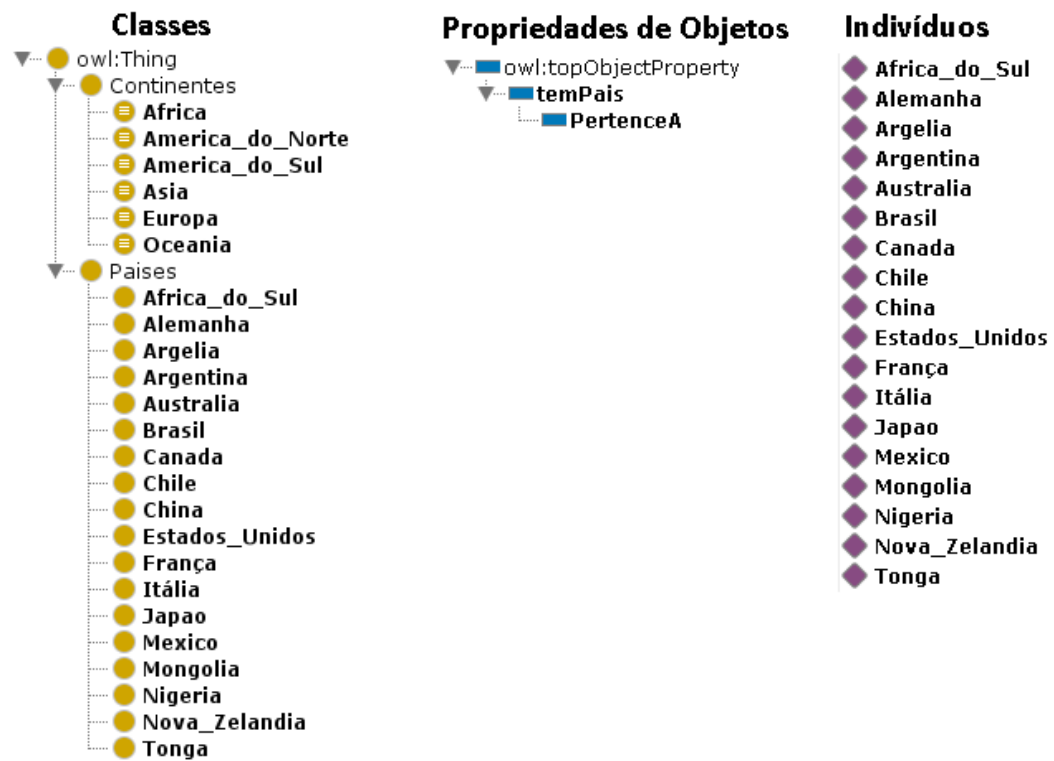 Classes
owl:Thing
Continentes
Africa
America_do_Norte
America_do_Sul
Asia
Europa
Oceania
Paises
Africa_do_Sul
Alemanha
Argelia
Argentina
Australia
Brasil
Canada
Chile
China
Estados_Unidos
França
Itália
Japao
Mexico
Mongolia
Nigeria
Nova_Zelandia
Tonga
Propriedades de Objetos
owl:topObjectProperty
temPais
PertenceA
Indivíduos
Africa_do_Sul
Alemanha
Argelia
Argentina
Australia
Brasil
Canada
Chile
China
Estados_Unidos
França
Itália
Japao
Mexico
Mongolia
Nigeria
Nova_Zelandia
Tonga